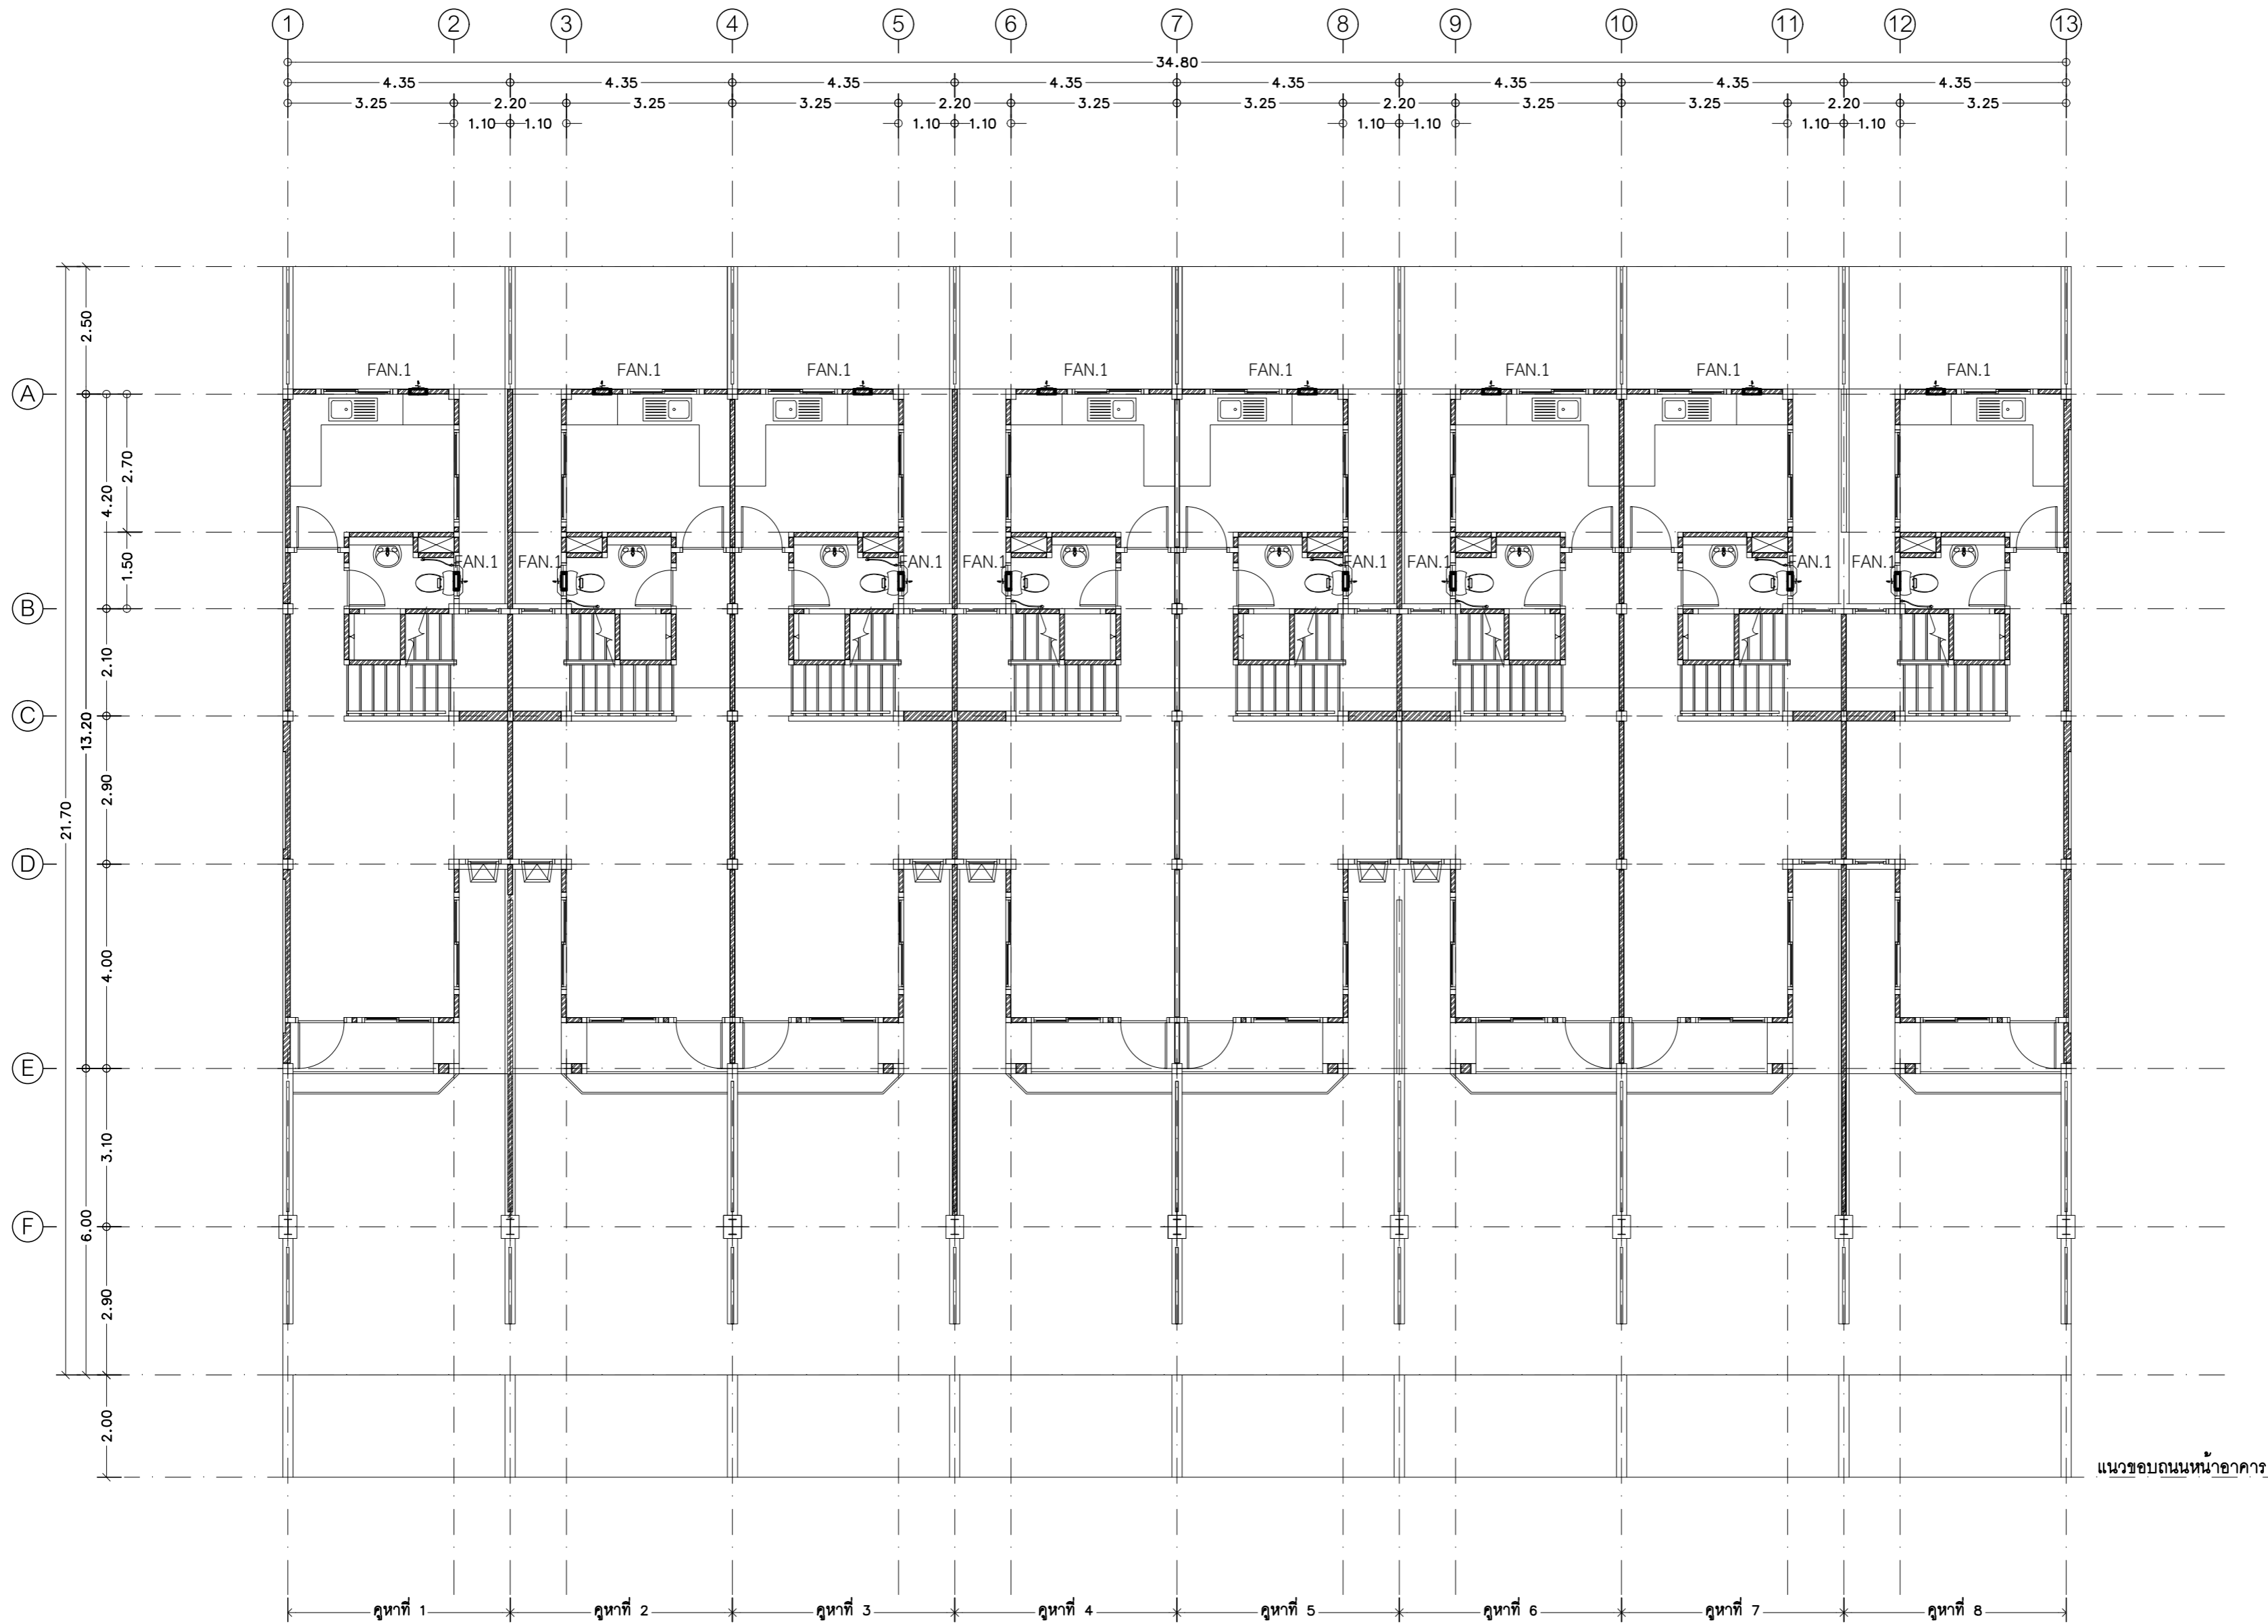 1 2 3 4 5 6 7 8 9 10 11 12 13
34.80
4.35 4.35 4.35 4.35 4.35 4.35 4.35 4.35
3.25 2.20 3.25 3.25 2.20 3.25 3.25 2.20 3.25 3.25 2.20 3.25
1.10 1.10 1.10 1.10 1.10 1.10 1.10 1.10
2.50
FAN.1 FAN.1 FAN.1 FAN.1 FAN.1 FAN.1 FAN.1 FAN.1
A
2.70
4.20
1.50
FAN.1 FAN.1 FAN.1 FAN.1 FAN.1 FAN.1 FAN.1 FAN.1
B
2.10
C
13.20
2.90
21.70
D
4.00
E
3.10
6.00
F
2.90
2.00
แนวขอบถนนหน้าอาคาร
คูหาที่ 1 คูหาที่ 2 คูหาที่ 3 คูหาที่ 4 คูหาที่ 5 คูหาที่ 6 คูหาที่ 7 คูหาที่ 8